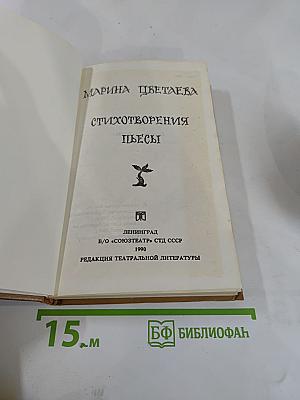 МАРИНА ЦВЕТАЕВА
СТИХОТВОРЕНИЯ
ПЬЕСЫ
ЛЕНИНГРАД
В/О «СОЮЗТЕАТР» СТД СССР
1990
РЕДАКЦИЯ ТЕАТРАЛЬНОЙ ЛИТЕРАТУРЫ
15
БФ БИБЛИОФАН